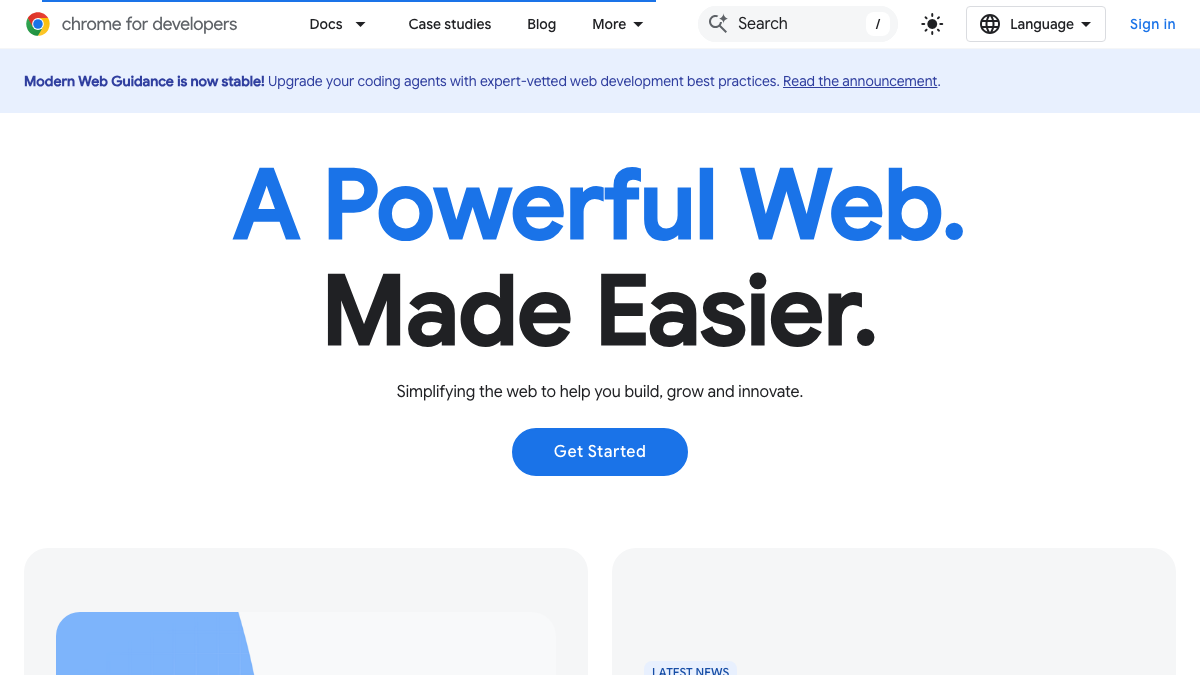 chrome for developers
Docs
Case studies
Blog
More
Search
/
Language
Sign in
Modern Web Guidance is now stable! Upgrade your coding agents with expert-vetted web development best practices. Read the announcement.
A Powerful Web.
Made Easier.
Simplifying the web to help you build, grow and innovate.
Get Started
LATEST NEWS